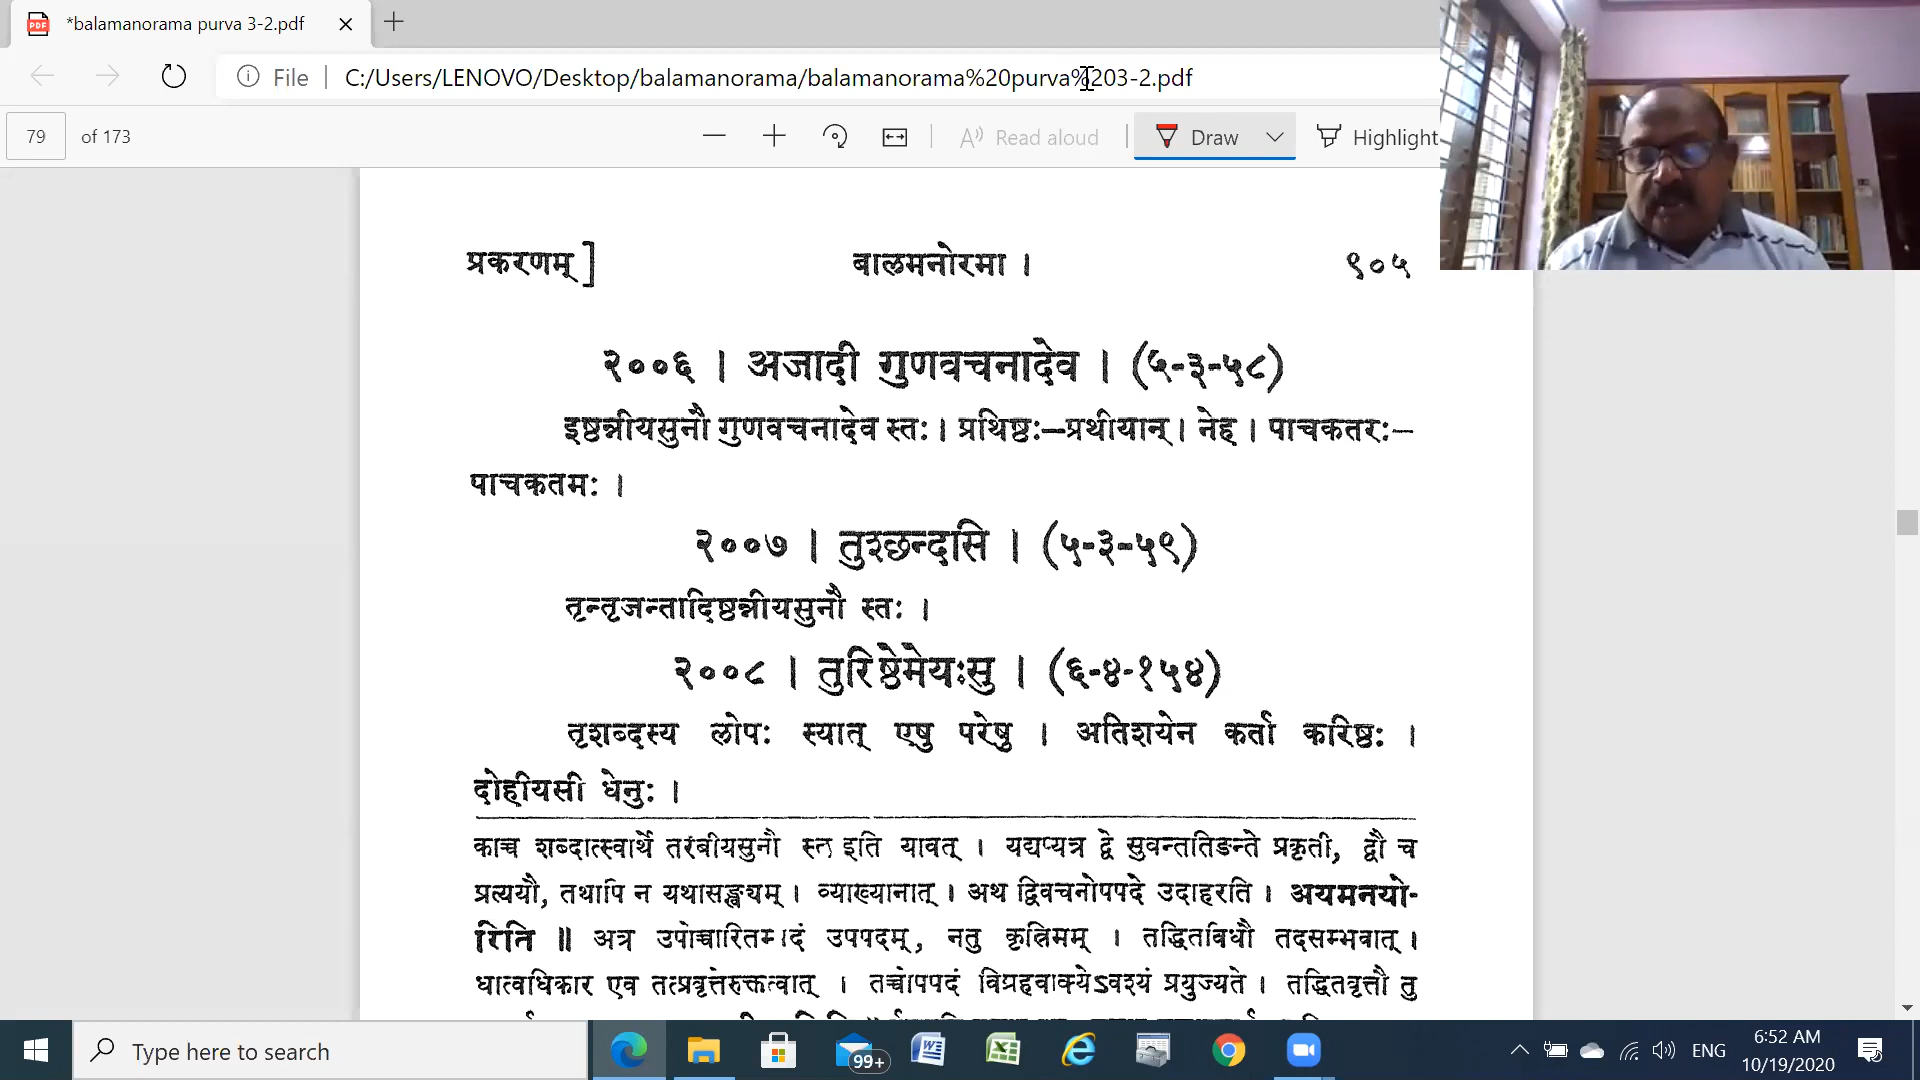 *balamanorama purva 3-2.pdf
File
C:/Users/LENOVO/Desktop/balamanorama/balamanorama%20purva%203-2.pdf
79 of 173
Read aloud
Draw
Highlight
प्रकरणम्] बालमनोरमा । ९०५
२००६ । अजादी गुणवचनादेव । (५-३-५८)
इष्ठन्नीयसुनौ गुणवचनादेव स्तः । प्रथिष्ठः—प्रथीयान् । नेह । पाचकतरः—
पाचकतमः ।
२००७ । तुश्छन्दसि । (५-३-५९)
तृन्तृजन्तादिष्ठन्नीयसुनौ स्तः ।
२००८ । तुरिष्ठेमेयःसु । (६-४-१५४)
तृशब्दस्य लोपः स्यात् एषु परेषु । अतिशयेन कर्ता करिष्ठः ।
दोहीयसी धेनुः ।
काच्च शब्दात्स्वार्थे तरबीयसुनौ स्त इति यावत् । यद्यप्यत्र द्वे सुबन्ततिङन्ते प्रकृती, द्वौ च
प्रत्ययौ, तथापि न यथासङ्ख्यम् । व्याख्यानात् । अथ द्विवचनोपपदे उदाहरति । अयमनयो-
रिति ॥ अत्र उपोच्चारितम्पदं उपपदम्, नतु कृत्रिमम् । तद्धितविधौ तदसम्भवात् ।
धात्वधिकार एव तत्प्रवृत्तेरुक्तत्वात् । तच्चोपपदं विग्रहवाक्येऽवश्यं प्रयुज्यते । तद्धितवृत्तौ तु
Type here to search
99+
ENG
6:52 AM
10/19/2020